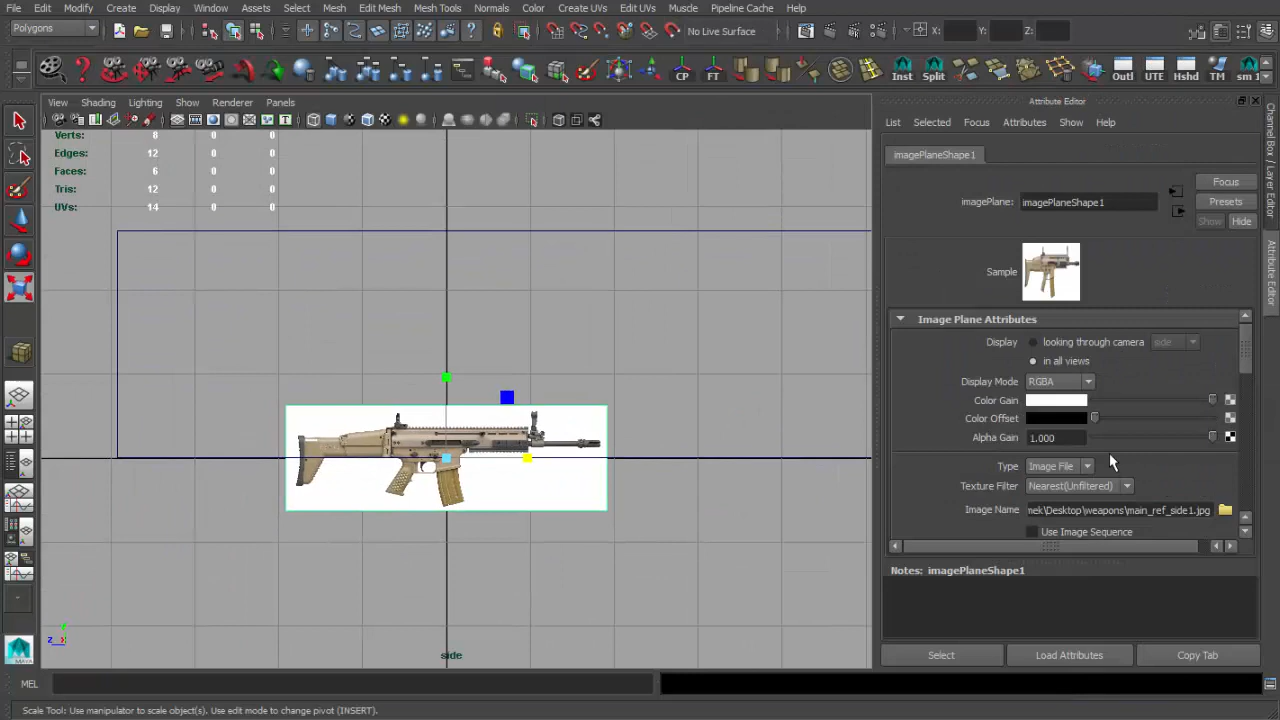 File Edit Modify Create Display Window Assets Select Mesh Edit Mesh Mesh Tools Normals Color Create UVs Edit UVs Muscle Pipeline Cache Help
Polygons No Live Surface X: Y: Z:
CP FT Inst Split Outl UTE Hshd TM sm 1
Attribute Editor
View Shading Lighting Show Renderer Panels
List Selected Focus Attributes Show Help
Verts: 8 0 0
Edges: 12 0 0
Faces: 6 0 0
Tris: 12 0 0
UVs: 14 0 0
imagePlaneShape1
Focus
imagePlane: imagePlaneShape1 Presets
Show Hide
Sample
Image Plane Attributes
Display looking through camera side
in all views
Display Mode RGBA
Color Gain
Color Offset
Alpha Gain 1.000
Type Image File
Texture Filter Nearest(Unfiltered)
Image Name nek\Desktop\weapons\main_ref_side1.jpg
Use Image Sequence
Notes: imagePlaneShape1
Select Load Attributes Copy Tab
Channel Box / Layer Editor
Attribute Editor
z x
side
MAYA
MEL
Scale Tool: Use manipulator to scale object(s). Use edit mode to change pivot (INSERT).